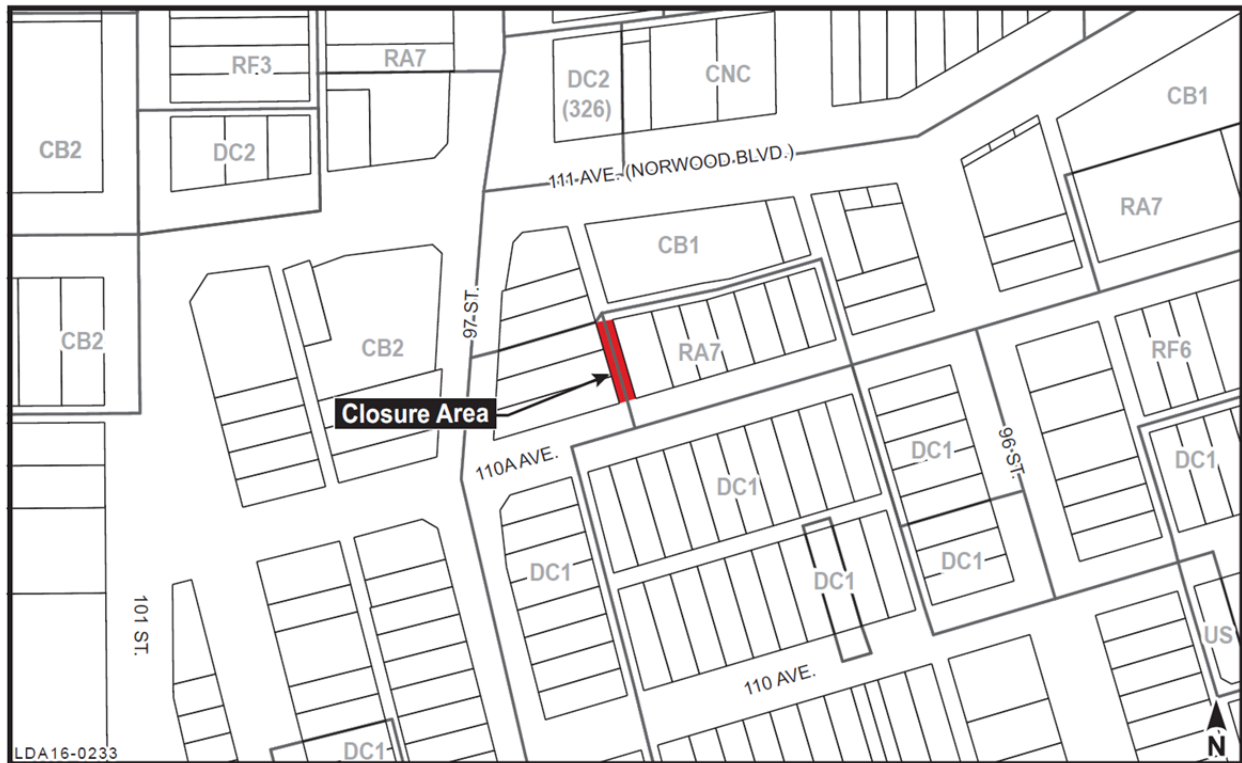 RF3
RA7
DC2
(326)
CNC
CB1
CB2
DC2
111 AVE. (NORWOOD BLVD.)
RA7
CB1
97 ST.
CB2
CB2
RA7
RF6
Closure Area
110A AVE.
DC1
DC1
96 ST.
DC1
DC1
DC1
DC1
101 ST.
110 AVE.
US
DC1
LDA16-0233
N